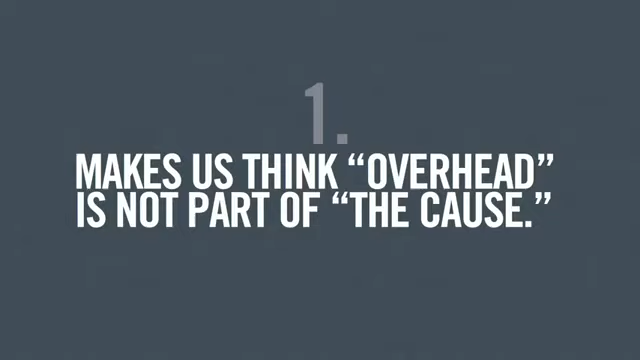 1.
MAKES US THINK “OVERHEAD”
IS NOT PART OF “THE CAUSE.”